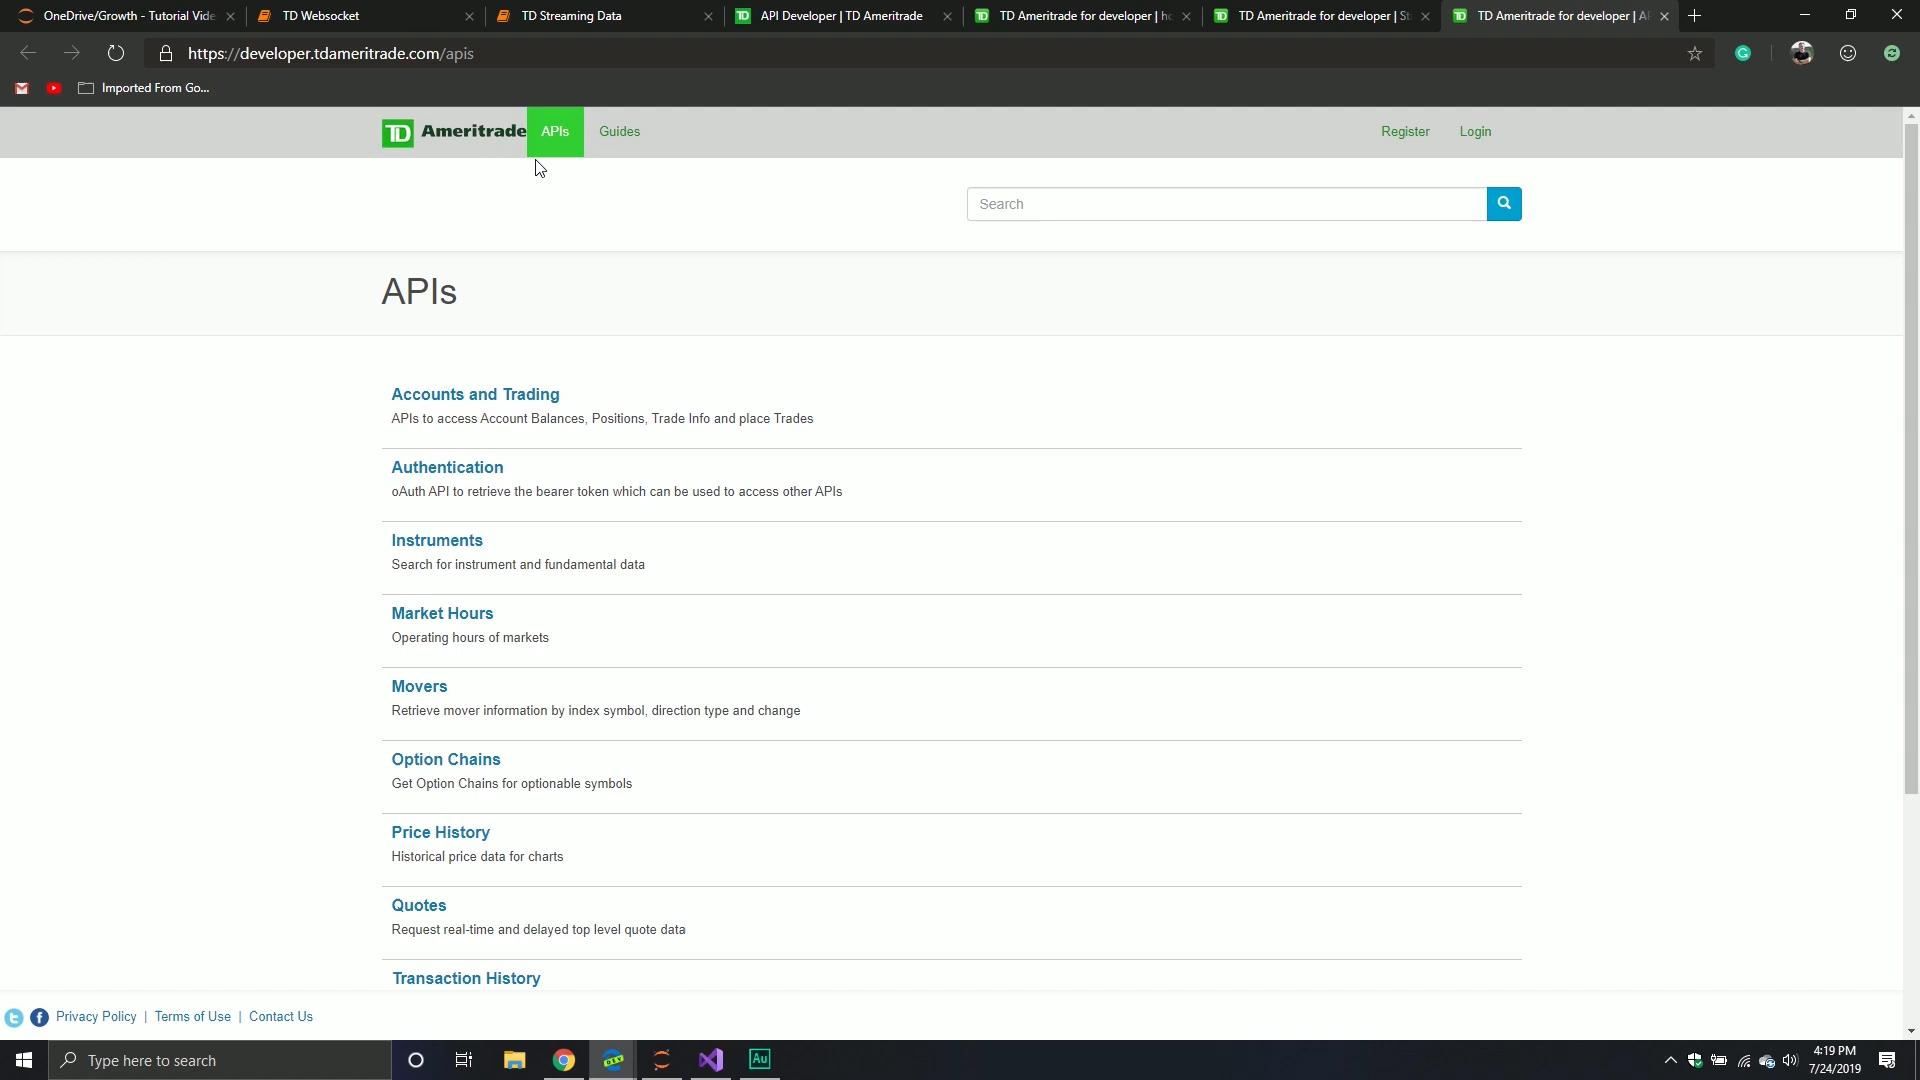 OneDrive/Growth - Tutorial Vide
TD Websocket
TD Streaming Data
API Developer | TD Ameritrade
TD Ameritrade for developer | ho
TD Ameritrade for developer | St
TD Ameritrade for developer | AP
https://developer.tdameritrade.com/apis
Imported From Go...
TD Ameritrade
APIs
Guides
Register
Login
Search
APIs
Accounts and Trading
APIs to access Account Balances, Positions, Trade Info and place Trades
Authentication
oAuth API to retrieve the bearer token which can be used to access other APIs
Instruments
Search for instrument and fundamental data
Market Hours
Operating hours of markets
Movers
Retrieve mover information by index symbol, direction type and change
Option Chains
Get Option Chains for optionable symbols
Price History
Historical price data for charts
Quotes
Request real-time and delayed top level quote data
Transaction History
Privacy Policy | Terms of Use | Contact Us
Type here to search
DEV
Au
4:19 PM
7/24/2019